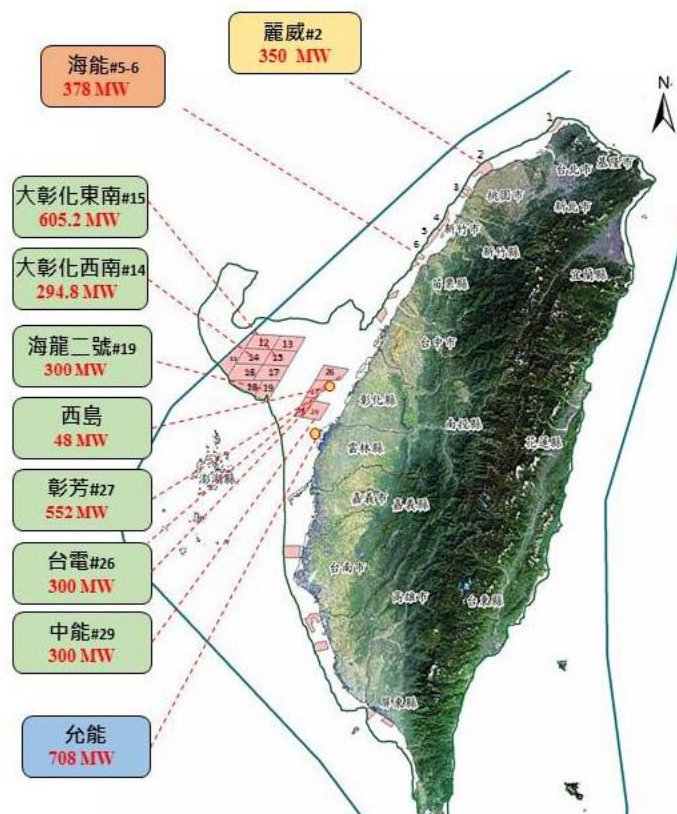 麗威#2
350 MW
海能#5-6
378 MW
N
大彰化東南#15
605.2 MW
大彰化西南#14
294.8 MW
海龍二號#19
300 MW
西島
48 MW
彰芳#27
552 MW
台電#26
300 MW
中能#29
300 MW
允能
708 MW
1
2
3
4
5
6
12
13
14
15
16
17
18
19
26
台北市
基隆市
桃園市
新北市
新竹市
新竹縣
宜蘭縣
苗栗縣
台中市
彰化縣
南投縣
花蓮縣
雲林縣
澎湖縣
嘉義市
嘉義縣
台南市
高雄市
台東縣
屏東縣